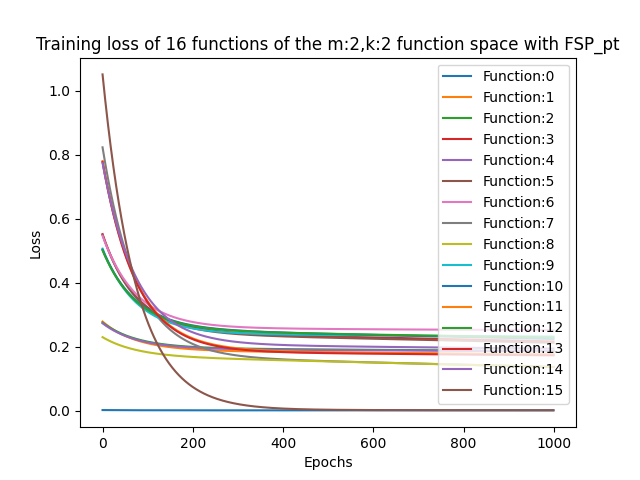 Training loss of 16 functions of the m:2,k:2 function space with FSP_pt
Loss
1.0
0.8
0.6
0.4
0.2
0.0
0
200
400
600
800
1000
Epochs
Function:0
Function:1
Function:2
Function:3
Function:4
Function:5
Function:6
Function:7
Function:8
Function:9
Function:10
Function:11
Function:12
Function:13
Function:14
Function:15